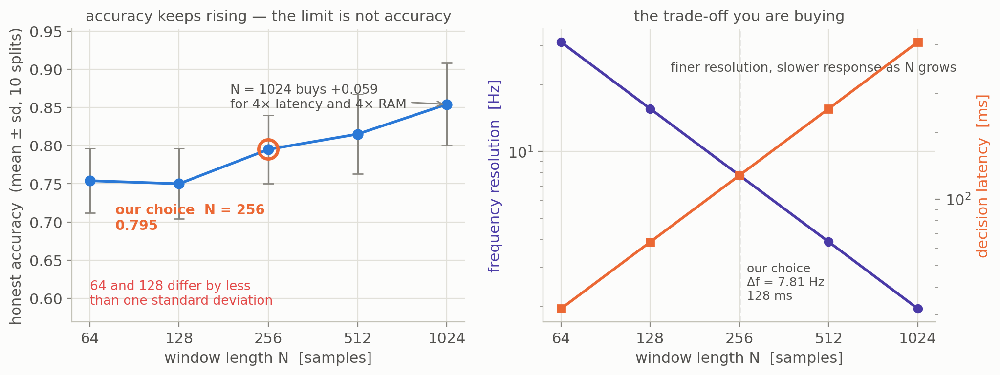 accuracy keeps rising — the limit is not accuracy
honest accuracy (mean ± sd, 10 splits)
0.95
0.90
0.85
0.80
0.75
0.70
0.65
0.60
N = 1024 buys +0.059
for 4× latency and 4× RAM
our choice N = 256
0.795
64 and 128 differ by less
than one standard deviation
64 128 256 512 1024
window length N [samples]
the trade-off you are buying
frequency resolution [Hz]
10¹
finer resolution, slower response as N grows
our choice
Δf = 7.81 Hz
128 ms
10²
decision latency [ms]
64 128 256 512 1024
window length N [samples]